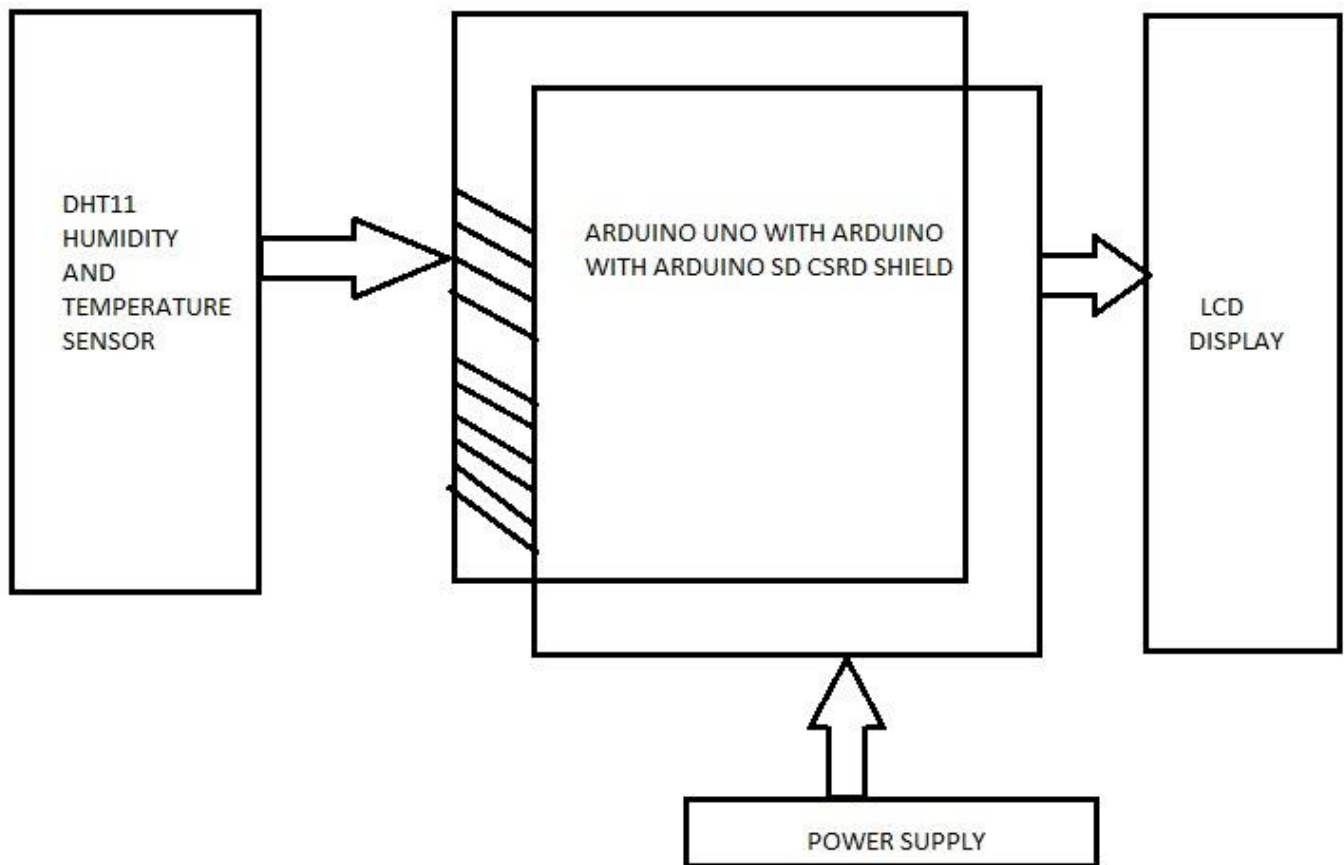 DHT11
HUMIDITY
AND
TEMPERATURE
SENSOR
ARDUINO UNO WITH ARDUINO
WITH ARDUINO SD CSRD SHIELD
LCD
DISPLAY
POWER SUPPLY